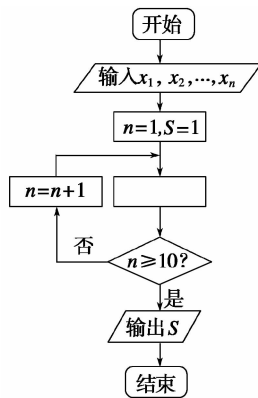 开始
输入x₁, x₂,…,xₙ
n=1,S=1
n=n+1
否
n≥10?
是
输出S
结束